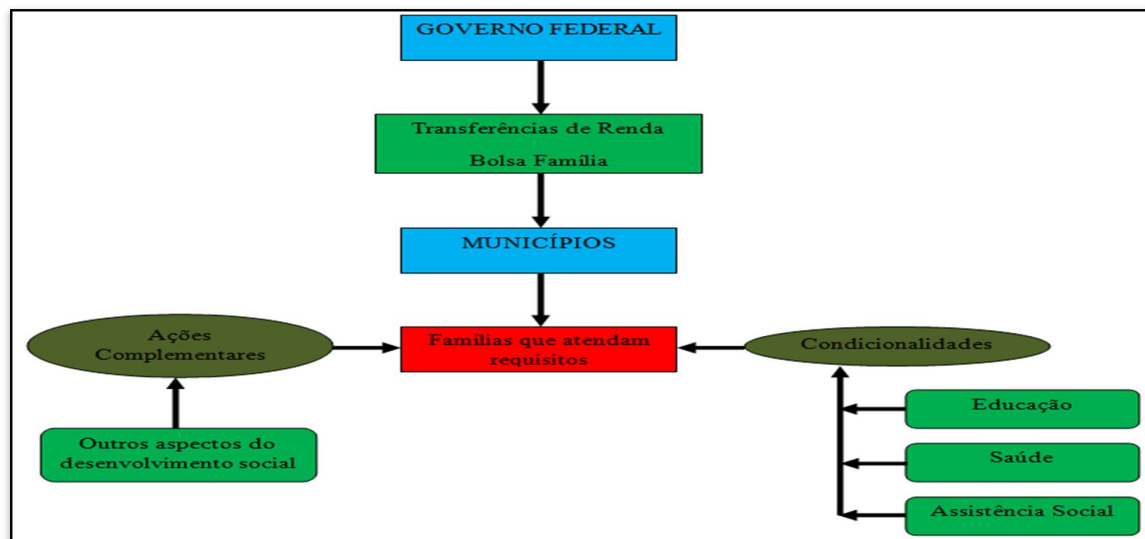 GOVERNO FEDERAL
Transferências de Renda
Bolsa Família
MUNICÍPIOS
Ações
Complementares
Famílias que atendam
requisitos
Condicionalidades
Outros aspectos do
desenvolvimento social
Educação
Saúde
Assistência Social